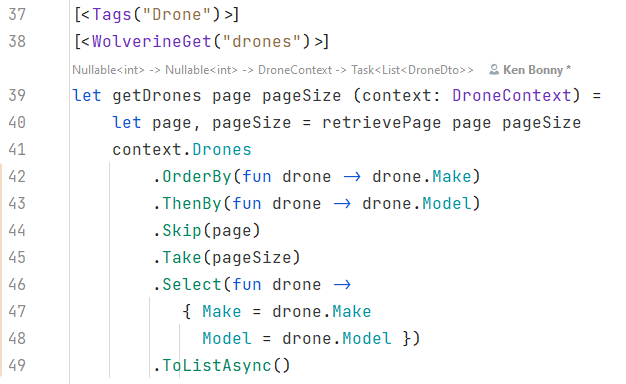 37 [<Tags("Drone")>]
38 [<WolverineGet("drones")>]
Nullable<int> -> Nullable<int> -> DroneContext -> Task<List<DroneDto>> Ken Bonny *
39 let getDrones page pageSize (context: DroneContext) =
40 let page, pageSize = retrievePage page pageSize
41 context.Drones
42 .OrderBy(fun drone -> drone.Make)
43 .ThenBy(fun drone -> drone.Model)
44 .Skip(page)
45 .Take(pageSize)
46 .Select(fun drone ->
47 { Make = drone.Make
48 Model = drone.Model })
49 .ToListAsync()